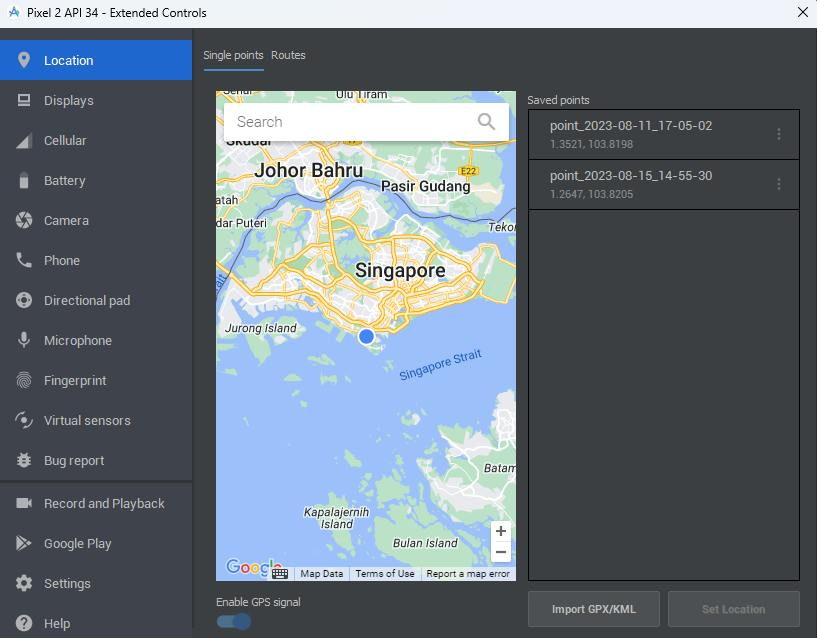 Pixel 2 API 34 - Extended Controls
Location
Displays
Cellular
Battery
Camera
Phone
Directional pad
Microphone
Fingerprint
Virtual sensors
Bug report
Record and Playback
Google Play
Settings
Help
Single points
Routes
Ulu Tiram
Search
Skudai
Johor Bahru
E22
Pasir Gudang
dar Puteri
Singapore
Jurong Island
Singapore Strait
Batam
Kapalajernih
Island
Bulan Island
+
−
Google
Map Data
Terms of Use
Report a map error
Enable GPS signal
Saved points
point_2023-08-11_17-05-02
1.3521, 103.8198
point_2023-08-15_14-55-30
1.2647, 103.8205
Import GPX/KML
Set Location